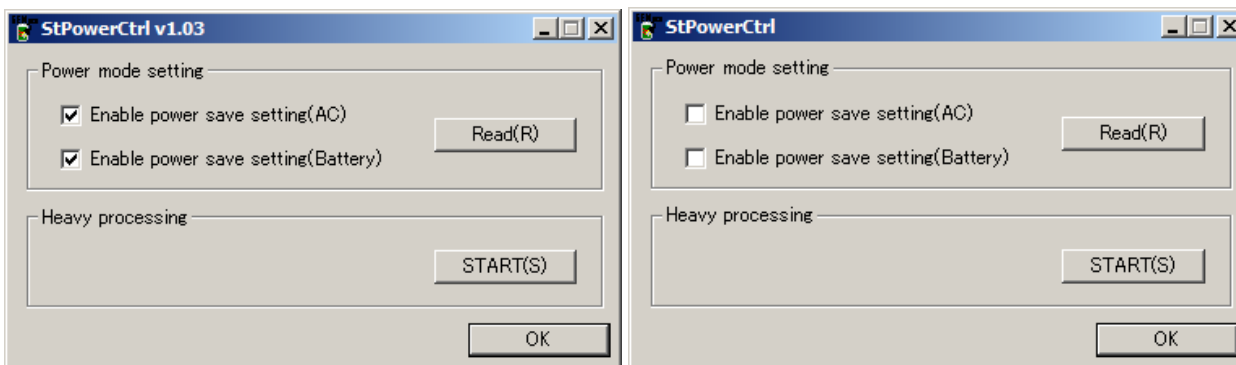 StPowerCtrl v1.03
Power mode setting
Enable power save setting(AC)
Read(R)
Enable power save setting(Battery)
Heavy processing
START(S)
OK
StPowerCtrl
Power mode setting
Enable power save setting(AC)
Read(R)
Enable power save setting(Battery)
Heavy processing
START(S)
OK